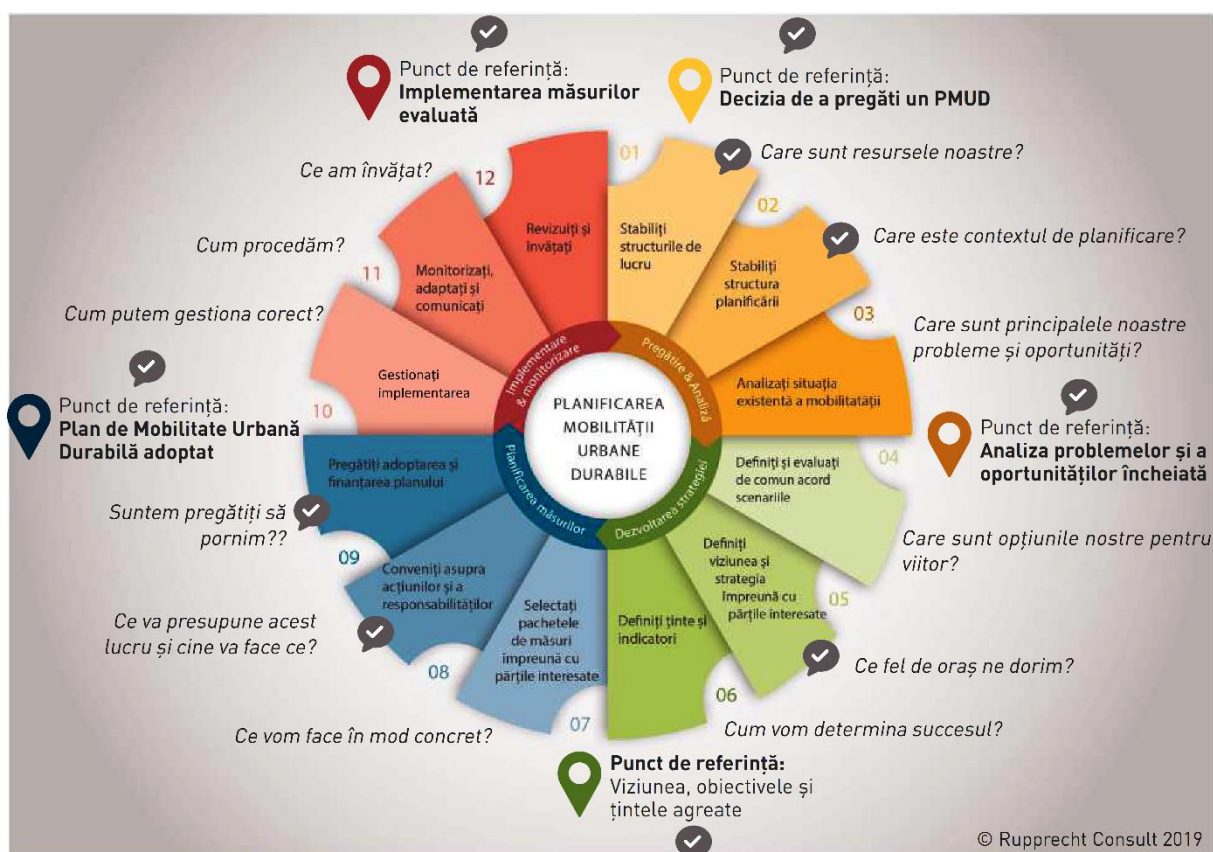 Punct de referință:
Implementarea măsurilor
evaluată
Punct de referință:
Decizia de a pregăti un PMUD
Ce am învățat?
12
01
Care sunt resursele noastre?
Revizuiți și
învățați
Stabiliți
structurile de
lucru
02
Care este contextul de planificare?
Cum procedăm?
11
Monitorizați,
adaptați și
comunicați
Stabiliți
structura
planificării
03
Care sunt principalele noastre
probleme și oportunități?
Cum putem gestiona corect?
10
Gestionați
implementarea
Analizați situația
existentă a mobilitatății
Implementare
& monitorizare
Pregătire & Analiză
PLANIFICAREA
MOBILITĂȚII
URBANE
DURABILE
Planificarea măsurilor
Dezvoltarea strategiei
Punct de referință:
Plan de Mobilitate Urbană
Durabilă adoptat
Punct de referință:
Analiza problemelor și a
oportunităților încheiată
Pregătiți adoptarea și
finanțarea planului
04
Definiți și evaluați
de comun acord
scenariile
Suntem pregătiți să
pornim??
09
Care sunt opțiunile nostre pentru
viitor?
Conveniți asupra
acțiunilor și a
responsabilităților
Definiți
viziunea și
strategia
împreună cu
părțile interesate
05
Ce va presupune acest
lucru și cine va face ce?
08
Selectați
pachetele
de măsuri
împreună cu
părțile interesate
Definiți ținte și
indicatori
Ce fel de oraș ne dorim?
06
07
Ce vom face în mod concret?
Cum vom determina succesul?
Punct de referință:
Viziunea, obiectivele și
țintele agreate
© Rupprecht Consult 2019